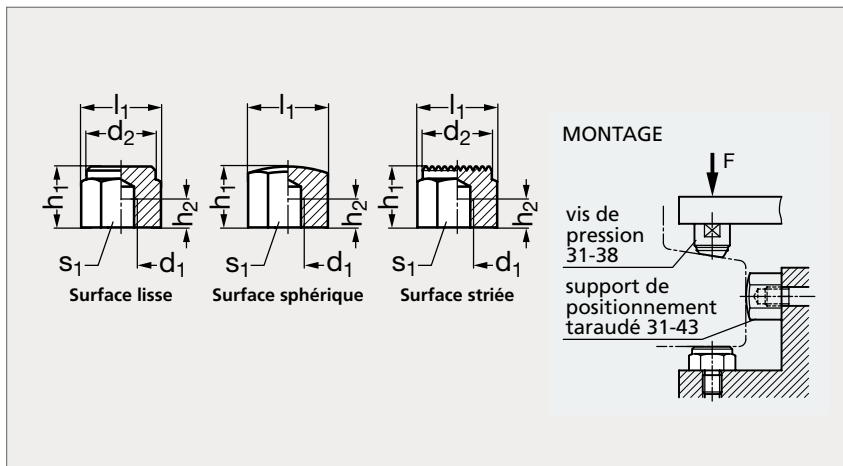 l1
d2
h1
h2
s1
d1
Surface lisse
l1
h1
h2
s1
d1
Surface sphérique
l1
d2
h1
h2
s1
d1
Surface striée
MONTAGE
F
vis de
pression
31-38
support de
positionnement
taraudé 31-43